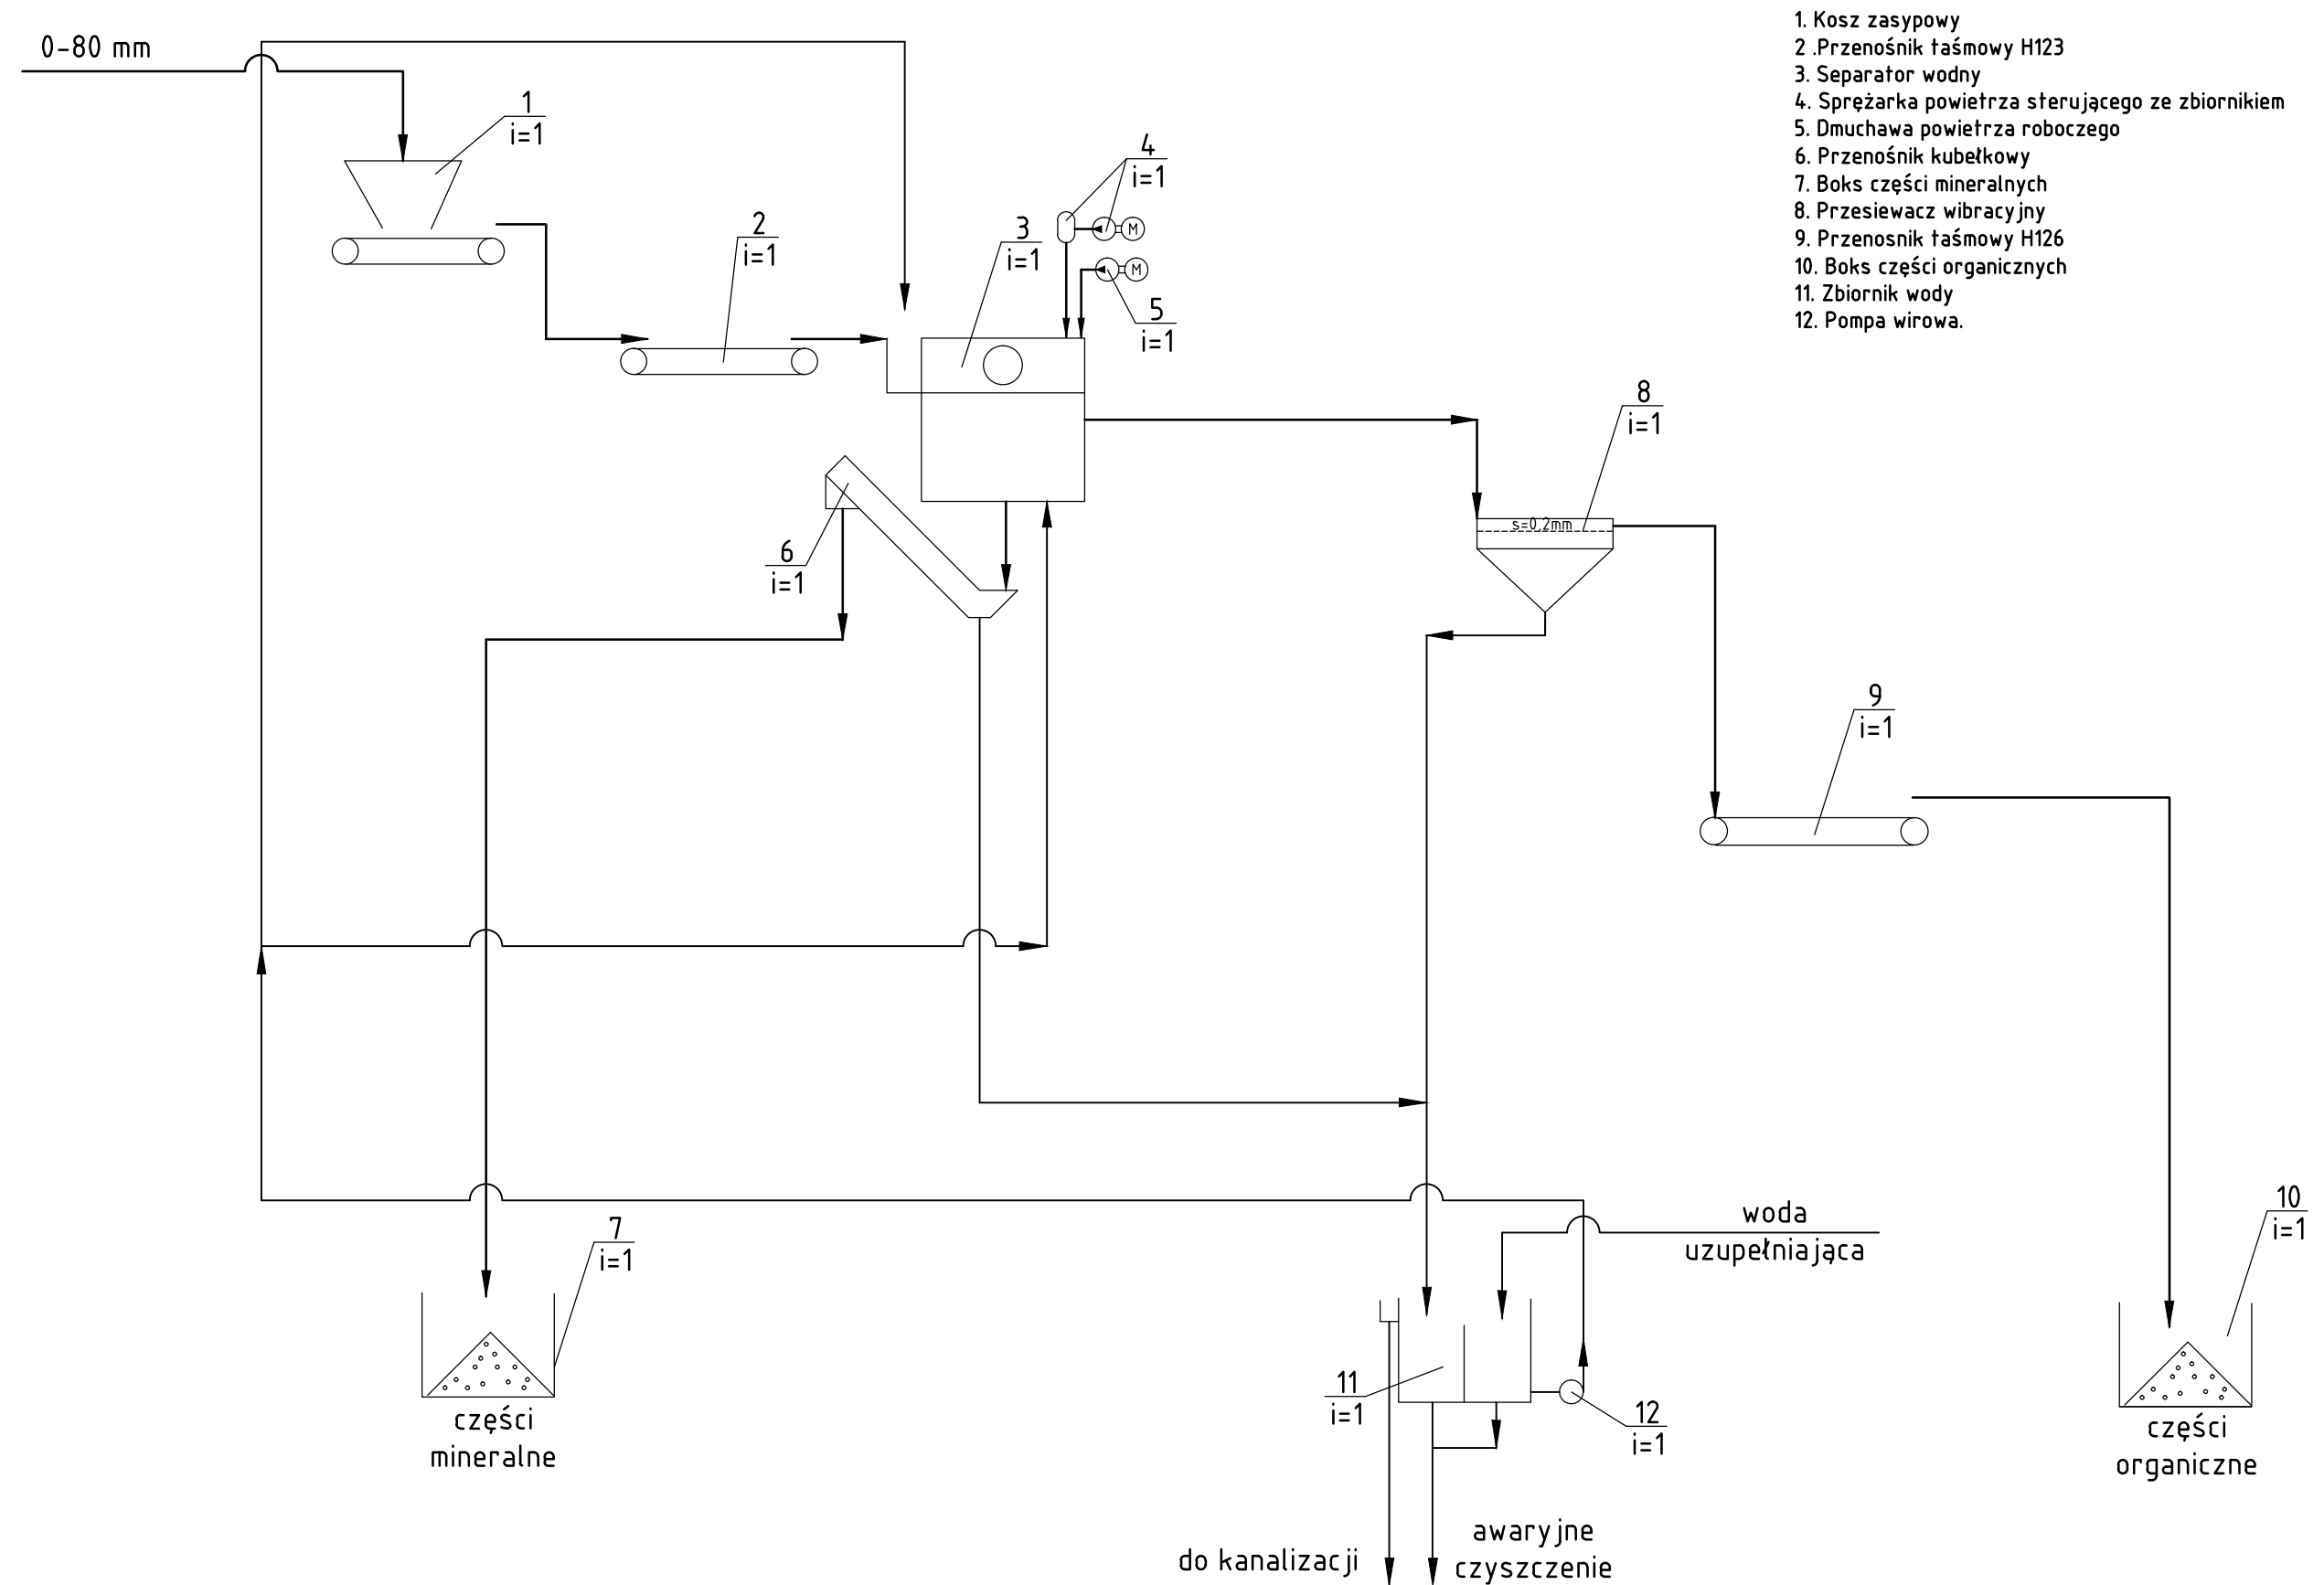 1. Kosz zasypowy
2 .Przenośnik taśmowy H123
3. Separator wodny
4. Sprężarka powietrza sterującego ze zbiornikiem
5. Dmuchawa powietrza roboczego
6. Przenośnik kubełkowy
7. Boks części mineralnych
8. Przesiewacz wibracyjny
9. Przenosnik taśmowy H126
10. Boks części organicznych
11. Zbiornik wody
12. Pompa wirowa.
0-80 mm
1
i=1
2
i=1
3
i=1
4
i=1
M
M
5
i=1
6
i=1
8
i=1
s=0,2mm
9
i=1
7
i=1
części
mineralne
woda
uzupełniająca
10
i=1
części
organiczne
11
i=1
12
i=1
do kanalizacji
awaryjne
czyszczenie